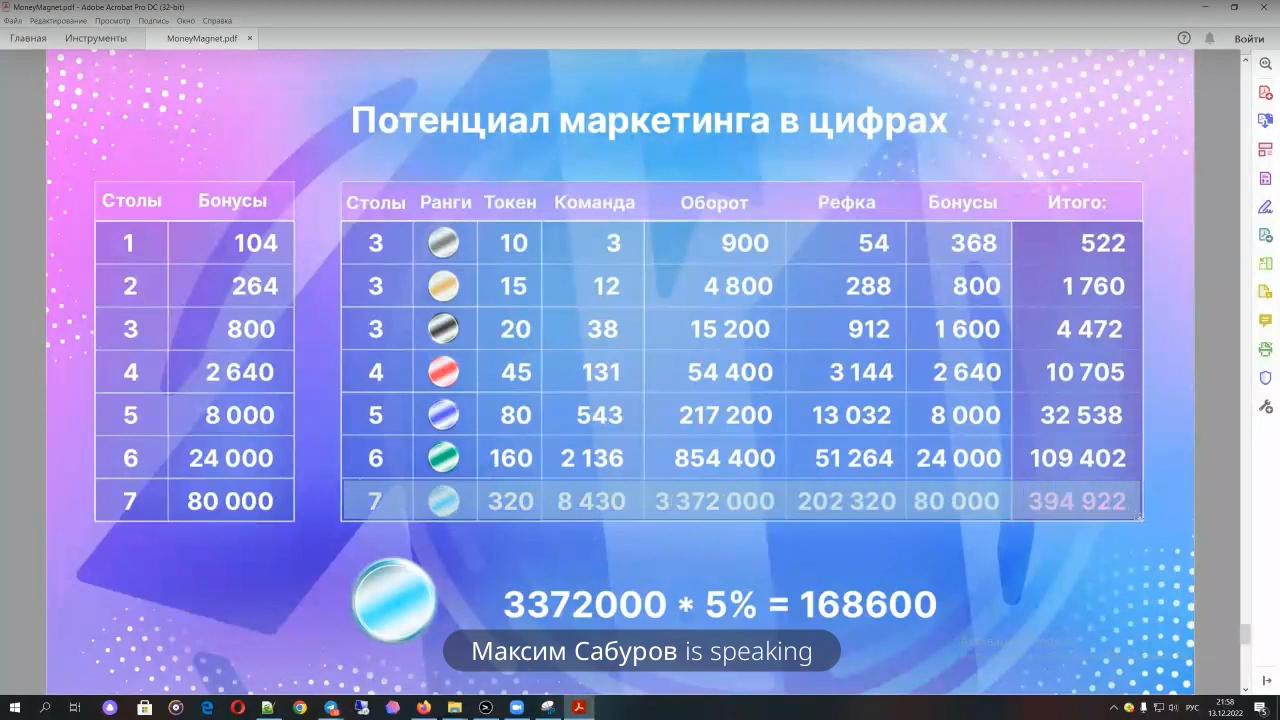 MoneyMagnet.pdf - Adobe Acrobat Pro DC (32-bit)
Файл Редактирование Просмотр Подпись Окно Справка
Главная Инструменты MoneyMagnet.pdf × Войти
Потенциал маркетинга в цифрах
Столы Бонусы
1 104
2 264
3 800
4 2 640
5 8 000
6 24 000
7 80 000
Столы Ранги Токен Команда Оборот Рефка Бонусы Итого:
3 10 3 900 54 368 522
3 15 12 4 800 288 800 1 760
3 20 38 15 200 912 1 600 4 472
4 45 131 54 400 3 144 2 640 10 705
5 80 543 217 200 13 032 8 000 32 538
6 160 2 136 854 400 51 264 24 000 109 402
7 320 8 430 3 372 000 202 320 80 000 394 922
3372000 * 5% = 168600
Максим Сабуров is speaking
РУС
21:58
13.12.2022